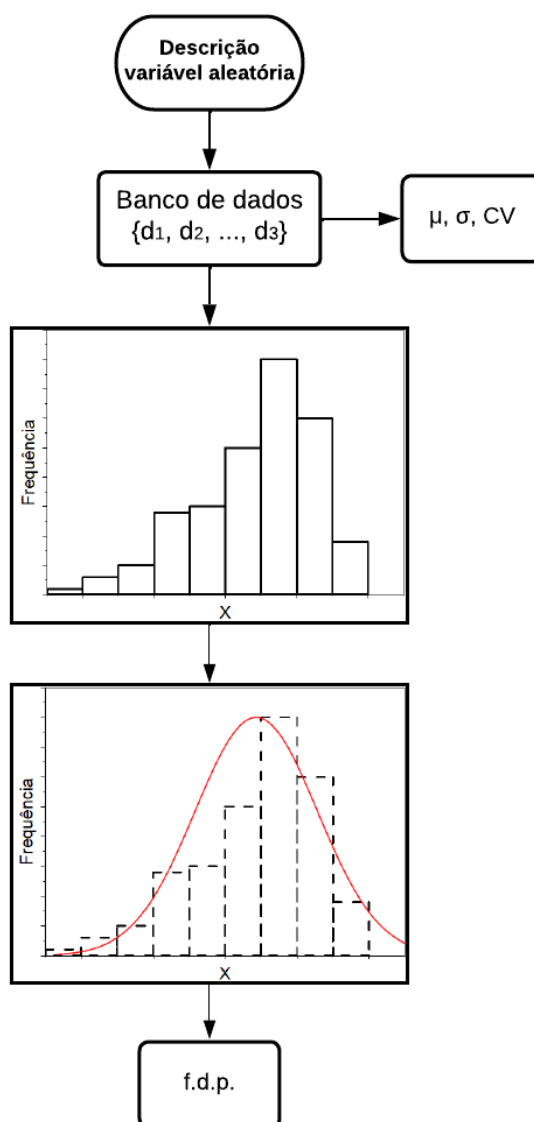 Descrição
variável aleatória
Banco de dados
{d1, d2, ..., d3}
μ, σ, CV
Frequência
X
Frequência
X
f.d.p.